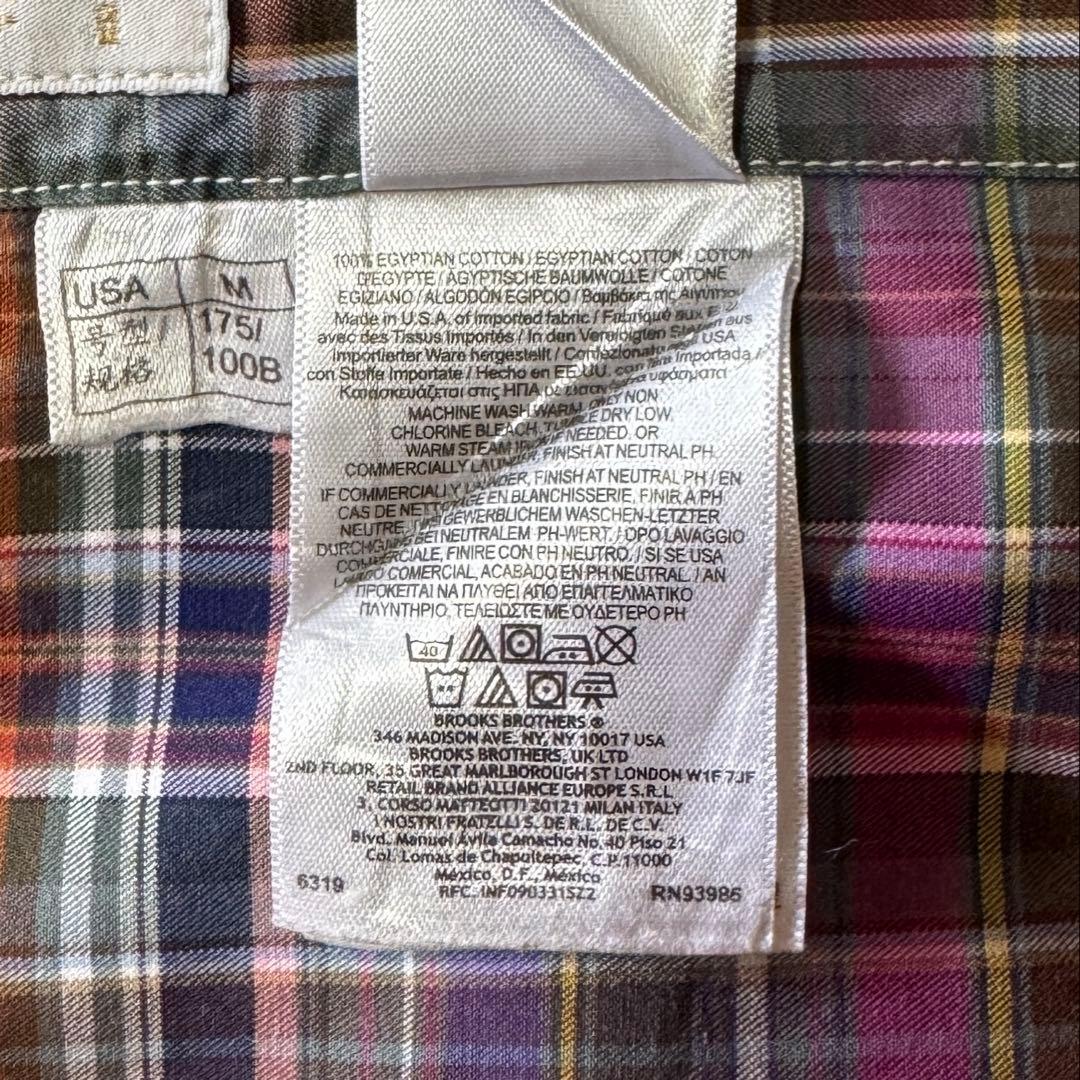 USA M
号型/ 175/
规格 100B
100% EGYPTIAN COTTON / EGYPTIAN COTTON / COTON
D'EGYPTE / ÄGYPTISCHE BAUMWOLLE / COTONE
EGIZIANO / ALGODÓN EGIPCIO / Βαμβάκι της Αιγύπτου
Made in U.S.A. of imported fabric / Fabriqué aux
avec des Tissus Importés / In den Vereinigten Staaten aus
Importierter Ware hergestellt / Confezionato USA
con Stoffe Importate / Hecho en EE.UU. con Importada /
Κατασκευάζεται στις ΗΠΑ με υφάσματα
MACHINE WASH WARM, ONLY NON
CHLORINE BLEACH, TUMBLE DRY LOW,
WARM STEAM IRON IF NEEDED. OR
COMMERCIALLY LAUNDER, FINISH AT NEUTRAL PH.
IF COMMERCIALLY LAUNDER, FINISH AT NEUTRAL PH / EN
CAS DE NETTOYAGE EN BLANCHISSERIE, FINIR A PH
NEUTRE. / GEWERBLICHEM WASCHEN-LETZTER
DURCHGANG BEI NEUTRALEM PH-WERT. / DPO LAVAGGIO
COMMERCIALE, FINIRE CON PH NEUTRO. / SI SE USA
LAVADO COMERCIAL, ACABADO EN PH NEUTRAL. / ΑΝ
ΠΡΟΚΕΙΤΑΙ ΝΑ ΠΛΥΘΕΙ ΑΠΟ ΕΠΑΓΓΕΛΜΑΤΙΚΟ
ΠΛΥΝΤΗΡΙΟ, ΤΕΛΕΙΩΣΤΕ ΜΕ ΟΥΔΕΤΕΡΟ PH
40
BROOKS BROTHERS ®
346 MADISON AVE. NY, NY 10017 USA
BROOKS BROTHERS, UK LTD
2ND FLOOR, 35 GREAT MARLBOROUGH ST LONDON W1F 7JF
RETAIL BRAND ALLIANCE EUROPE S.R.L
3, CORSO MATTEOTTI 20121 MILAN ITALY
I NOSTRI FRATELLI S. DE R.L. DE C.V.
Blvd. Manuel Ávila Camacho No. 40 Piso 21
Col. Lomas de Chapultepec, C.P. 11000
México, D.F., México
6319 RFC. INF090331SZ2 RN93986